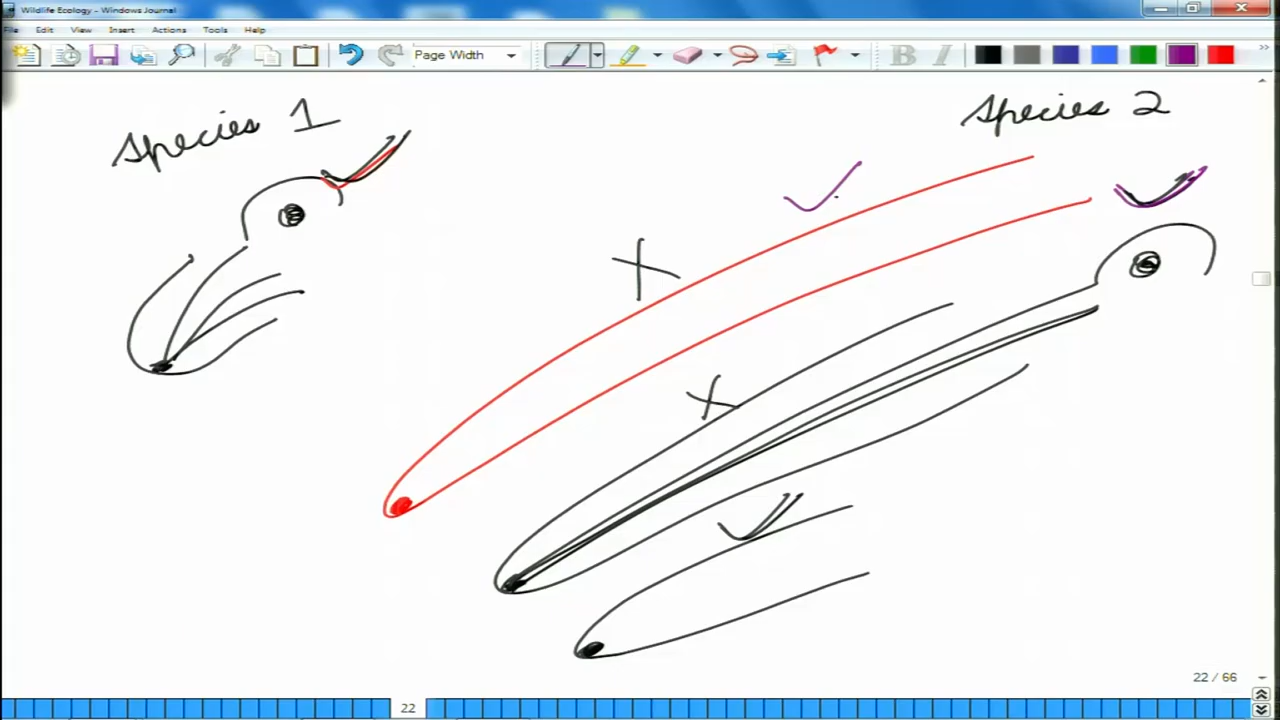 Wildlife Ecology - Windows Journal
File Edit View Insert Actions Tools Help
Page Width B I
Species 1
Species 2
22 / 66
22